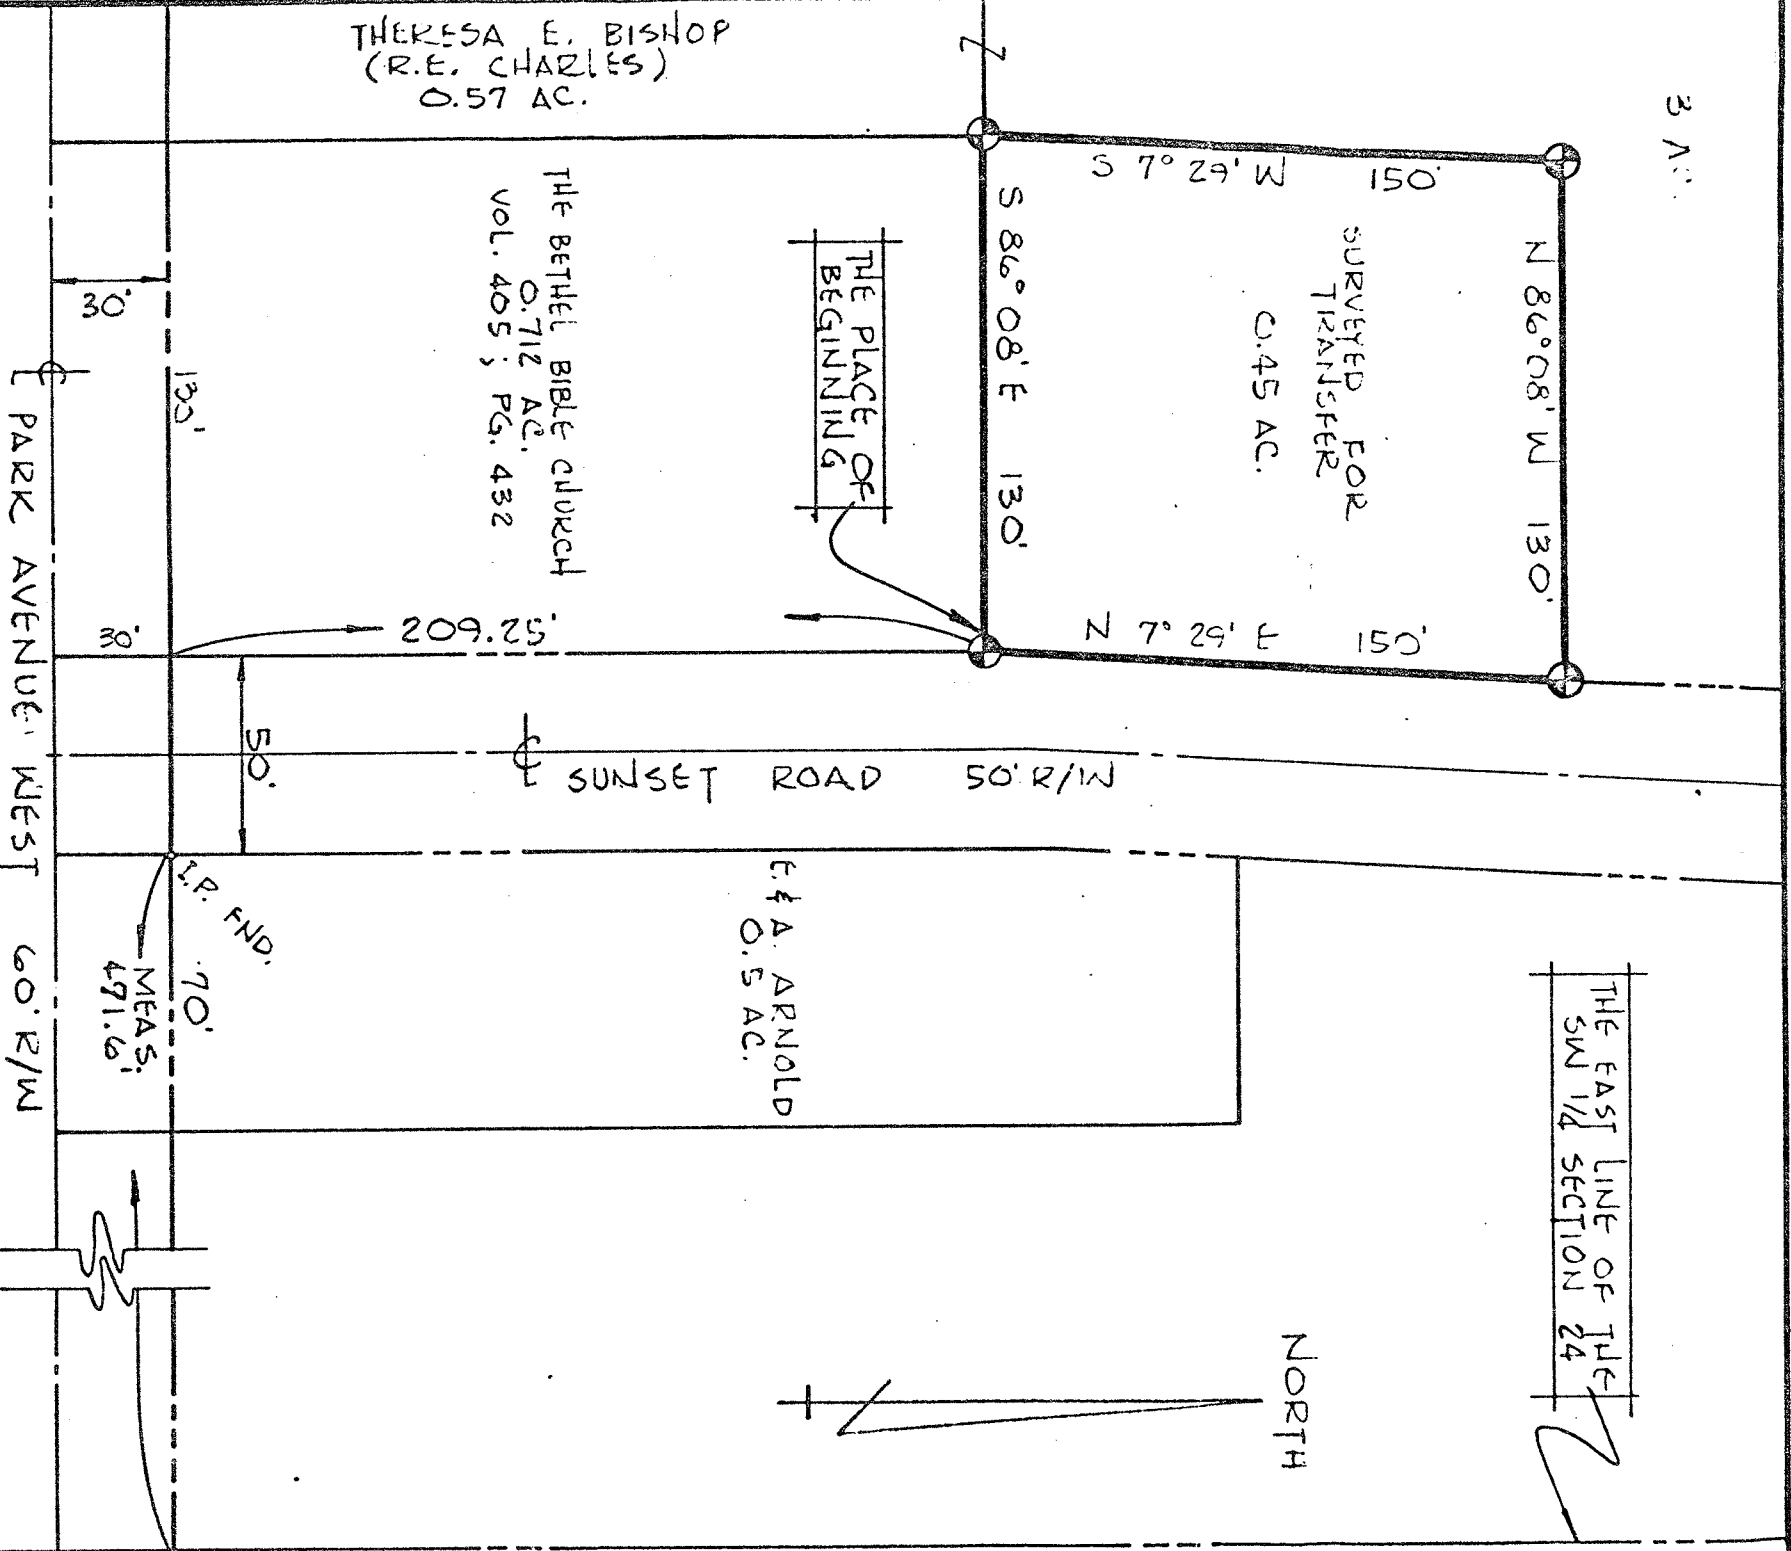 THERESA E. BISHOP
(R.E. CHARLES)
0.57 AC.
S 7° 29' W 150'
N 86°08' W 130'
SURVEYED FOR
TRANSFER
0.45 AC.
S 86°08' E 130'
N 7° 29' E 150'
THE PLACE OF
BEGINNING
THE BETHEL BIBLE CHURCH
0.712 AC.
VOL. 405; PG. 432
30'
130'
30'
209.25'
50'
SUNSET ROAD 50' R/W
I.P. FND.
70'
MEAS.
471.6'
E. & A. ARNOLD
0.5 AC.
PARK AVENUE WEST 60' R/W
THE EAST LINE OF THE
SW 1/4 SECTION 24
NORTH